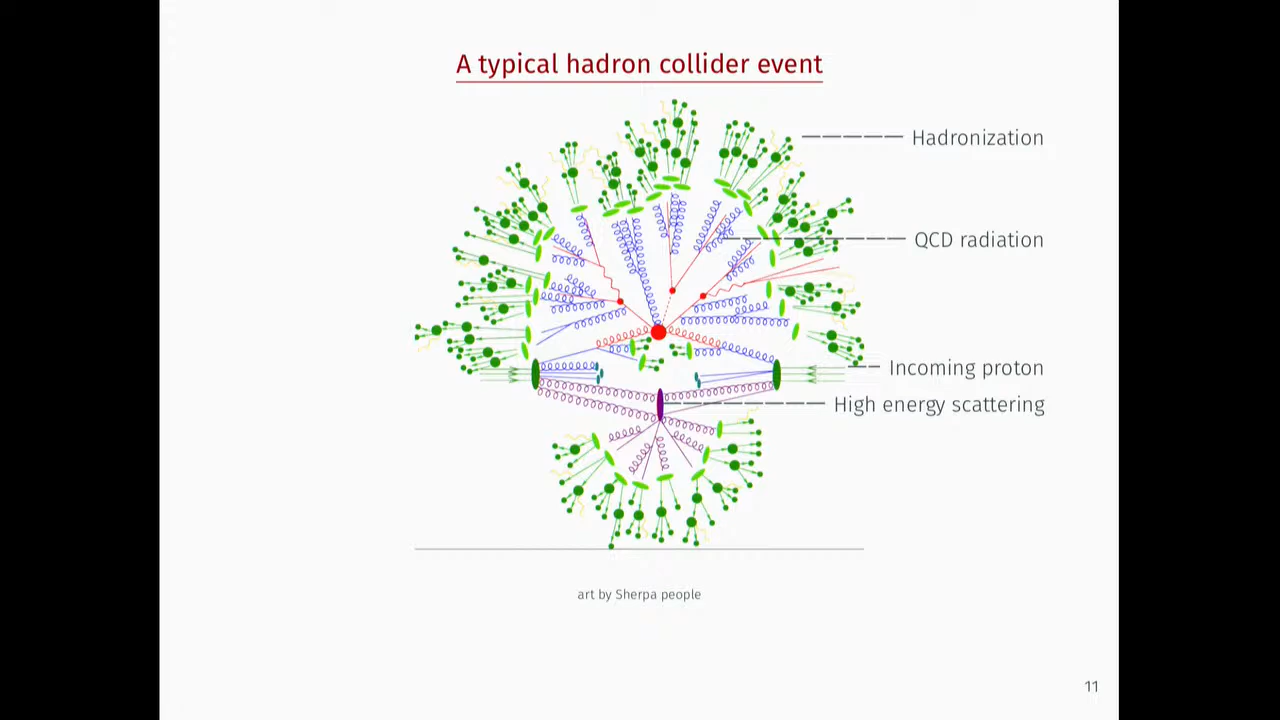 A typical hadron collider event
Hadronization
QCD radiation
Incoming proton
High energy scattering
art by Sherpa people
11